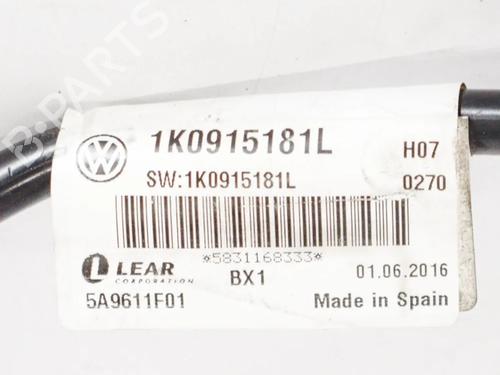 1K0915181L
H07
SW:1K0915181L
0270
*5831168333*
LEAR
CORPORATION
BX1
01.06.2016
5A9611F01
Made in Spain
B-PARTS